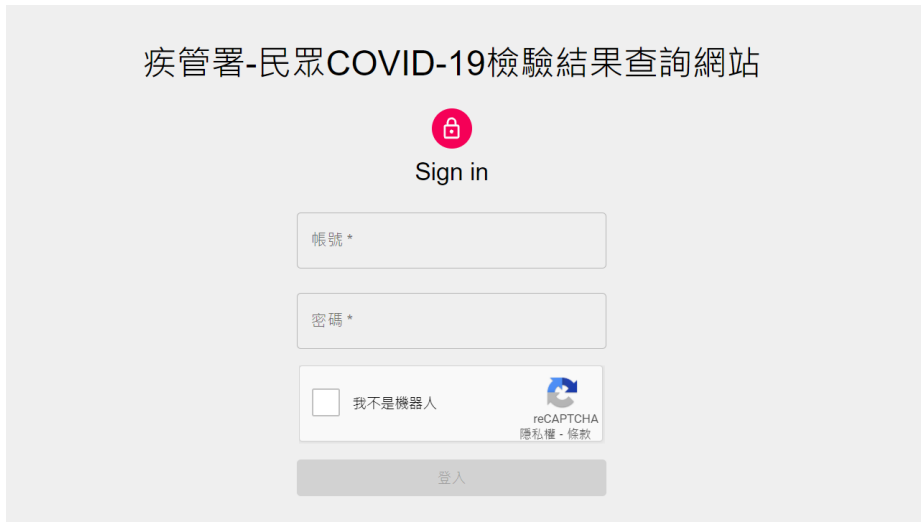 疾管署-民眾COVID-19檢驗結果查詢網站
Sign in
帳號 *
密碼 *
我不是機器人
reCAPTCHA
隱私權 - 條款
登入